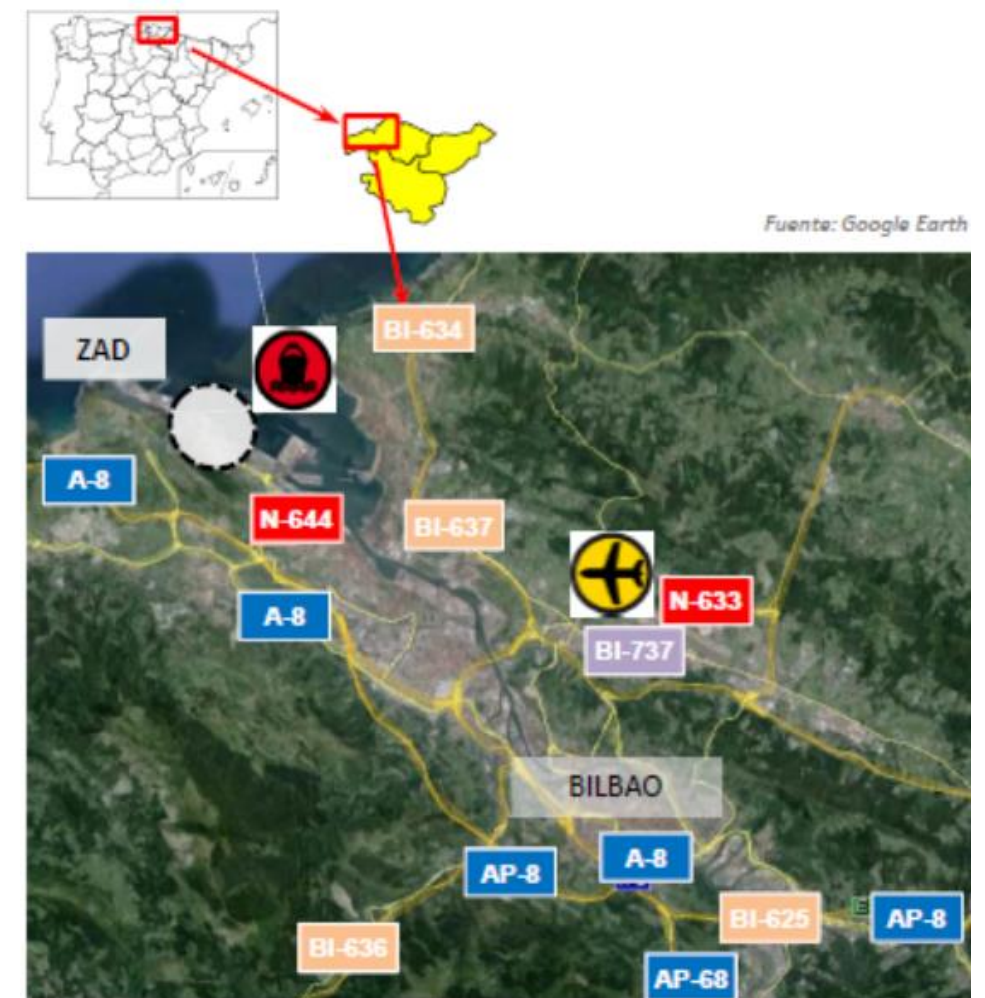 Fuente: Google Earth
BI-634
ZAD
A-8
N-644
BI-637
N-633
A-8
BI-737
BILBAO
A-8
AP-8
BI-625
AP-8
BI-636
AP-68